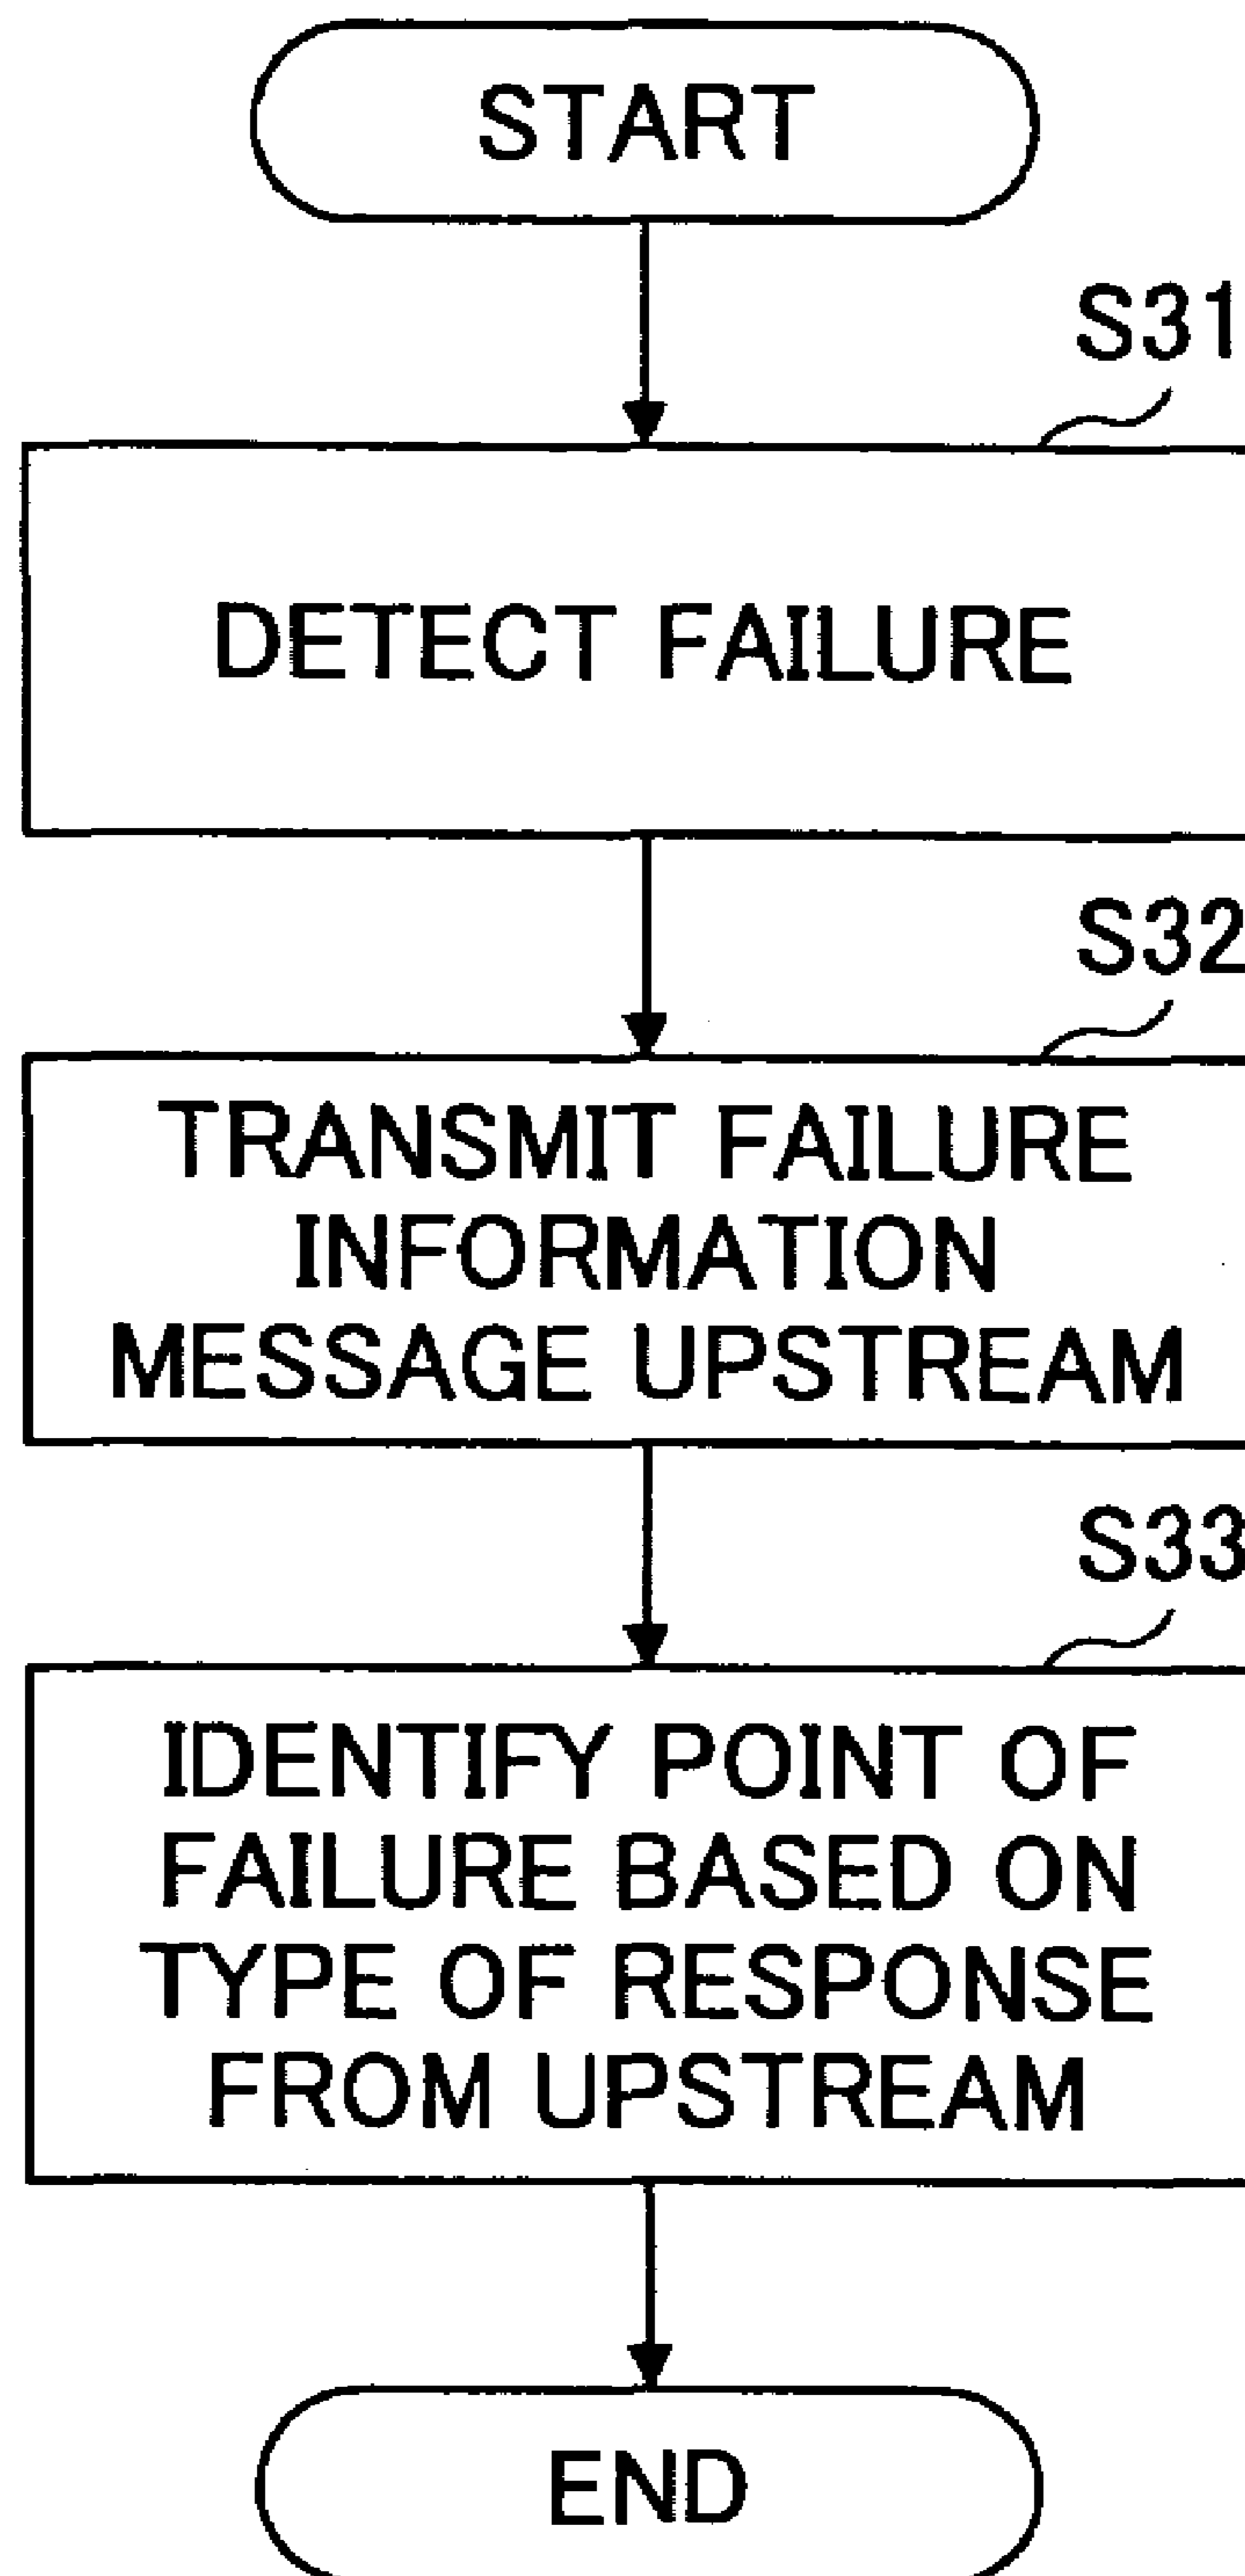 START
S31
DETECT FAILURE
S32
TRANSMIT FAILURE
INFORMATION
MESSAGE UPSTREAM
S33
IDENTIFY POINT OF
FAILURE BASED ON
TYPE OF RESPONSE
FROM UPSTREAM
END